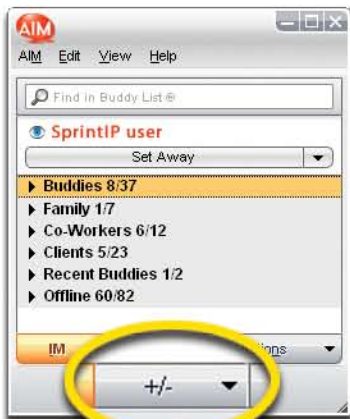 AIM
AIM Edit View Help
Find in Buddy List ®
SprintIP user
Set Away
Buddies 8/37
Family 1/7
Co-Workers 6/12
Clients 5/23
Recent Buddies 1/2
Offline 60/82
IM
+/-